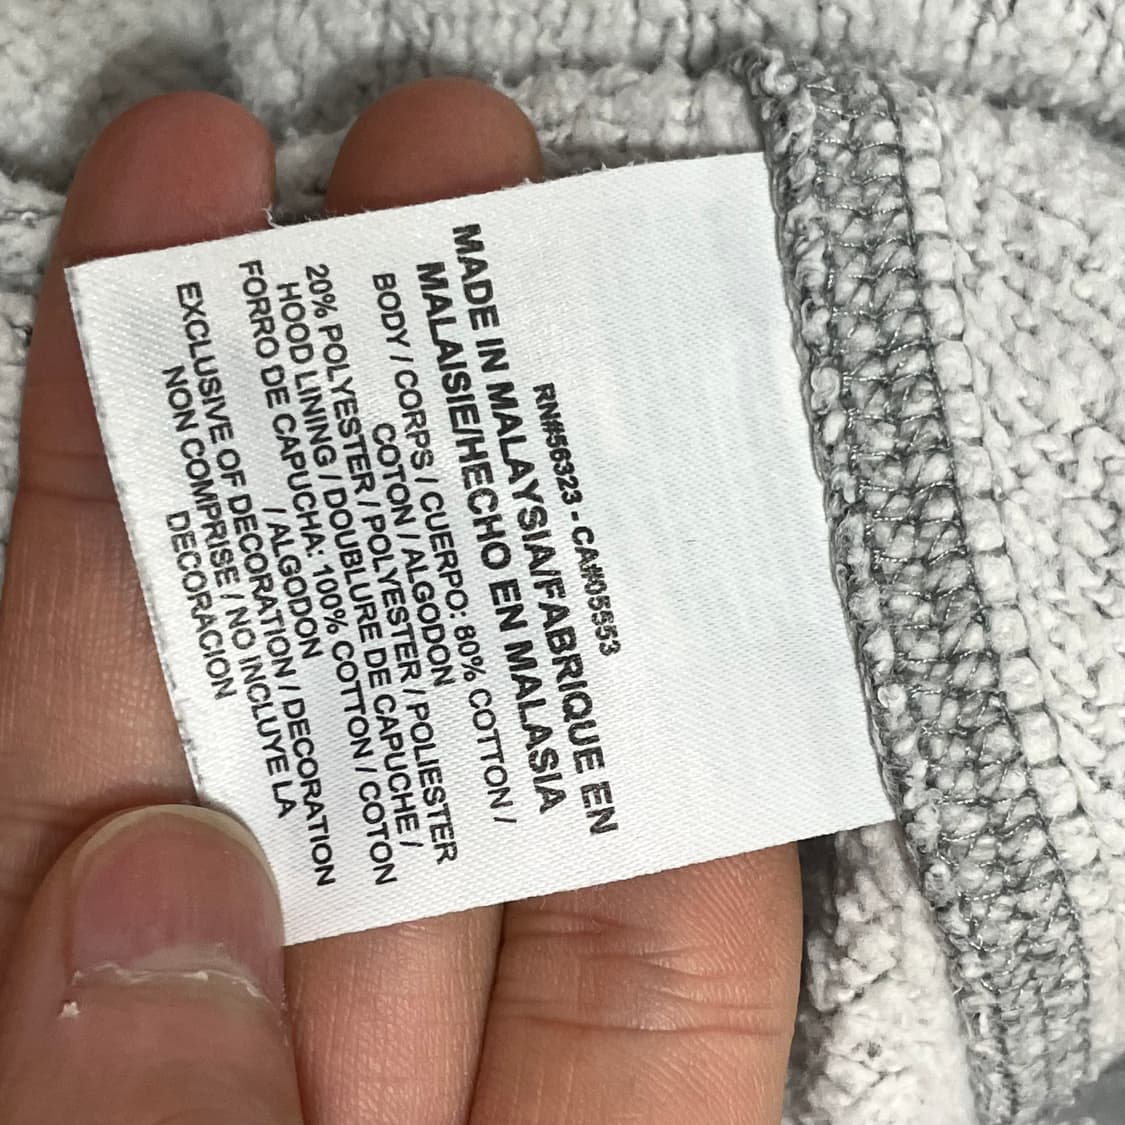 RN#56323 - CA#05553
MADE IN MALAYSIA/FABRIQUE EN
MALAISIE/HECHO EN MALASIA
BODY / CORPS / CUERPO: 80% COTTON /
COTON / ALGODON
20% POLYESTER / POLYESTER / POLIESTER
HOOD LINING / DOUBLURE DE CAPUCHE /
FORRO DE CAPUCHA: 100% COTTON / COTON
/ ALGODON
EXCLUSIVE OF DECORATION / DECORATION
NON COMPRISE / NO INCLUYE LA
DECORACION